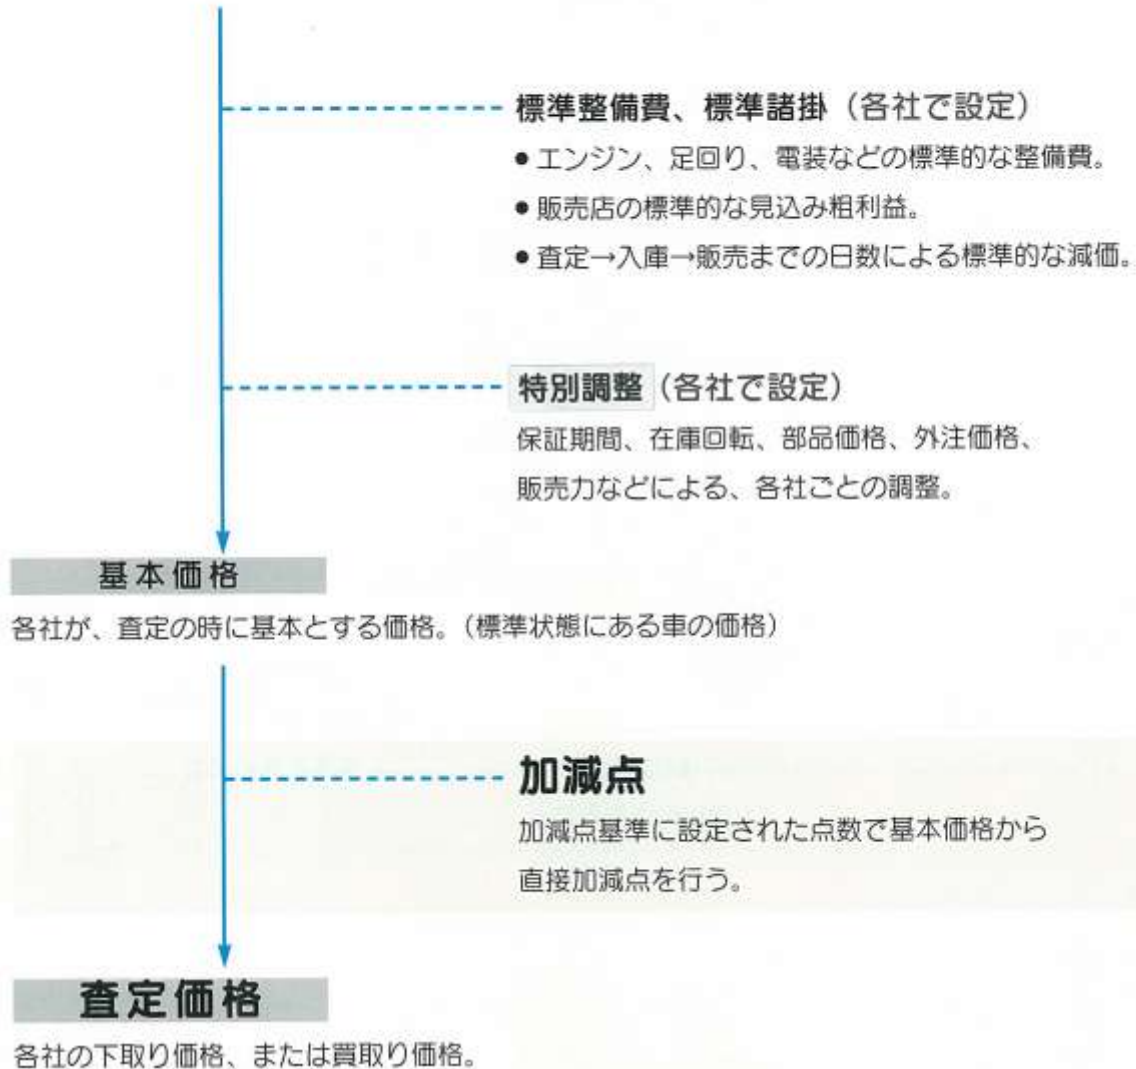 標準整備費、標準諸掛（各社で設定）
●エンジン、足回り、電装などの標準的な整備費。
●販売店の標準的な見込み粗利益。
●査定→入庫→販売までの日数による標準的な減価。
特別調整（各社で設定）
保証期間、在庫回転、部品価格、外注価格、
販売力などによる、各社ごとの調整。
基本価格
各社が、査定の時に基本とする価格。（標準状態にある車の価格）
加減点
加減点基準に設定された点数で基本価格から
直接加減点を行う。
査定価格
各社の下取り価格、または買取り価格。